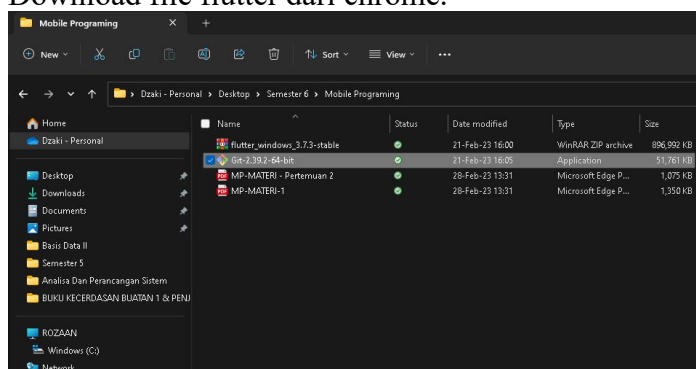 Download file flutter dari chrome.
Mobile Programing
New
Sort
View
Dzaki - Personal > Desktop > Semester 6 > Mobile Programing
Home
Dzaki - Personal
Desktop
Downloads
Documents
Pictures
Basis Data II
Semester 5
Analisa Dan Perancangan Sistem
BUKU KECERDASAN BUATAN 1 & PENJ
ROZAAN
Windows (C:)
Network
Name Status Date modified Type Size
flutter_windows_3.7.3-stable 21-Feb-23 16:00 WinRAR ZIP archive 896,992 KB
Git-2.39.2-64-bit 21-Feb-23 16:05 Application 51,761 KB
MP-MATERI - Pertemuan 2 28-Feb-23 13:31 Microsoft Edge P... 1,075 KB
MP-MATERI-1 28-Feb-23 13:31 Microsoft Edge P... 1,350 KB